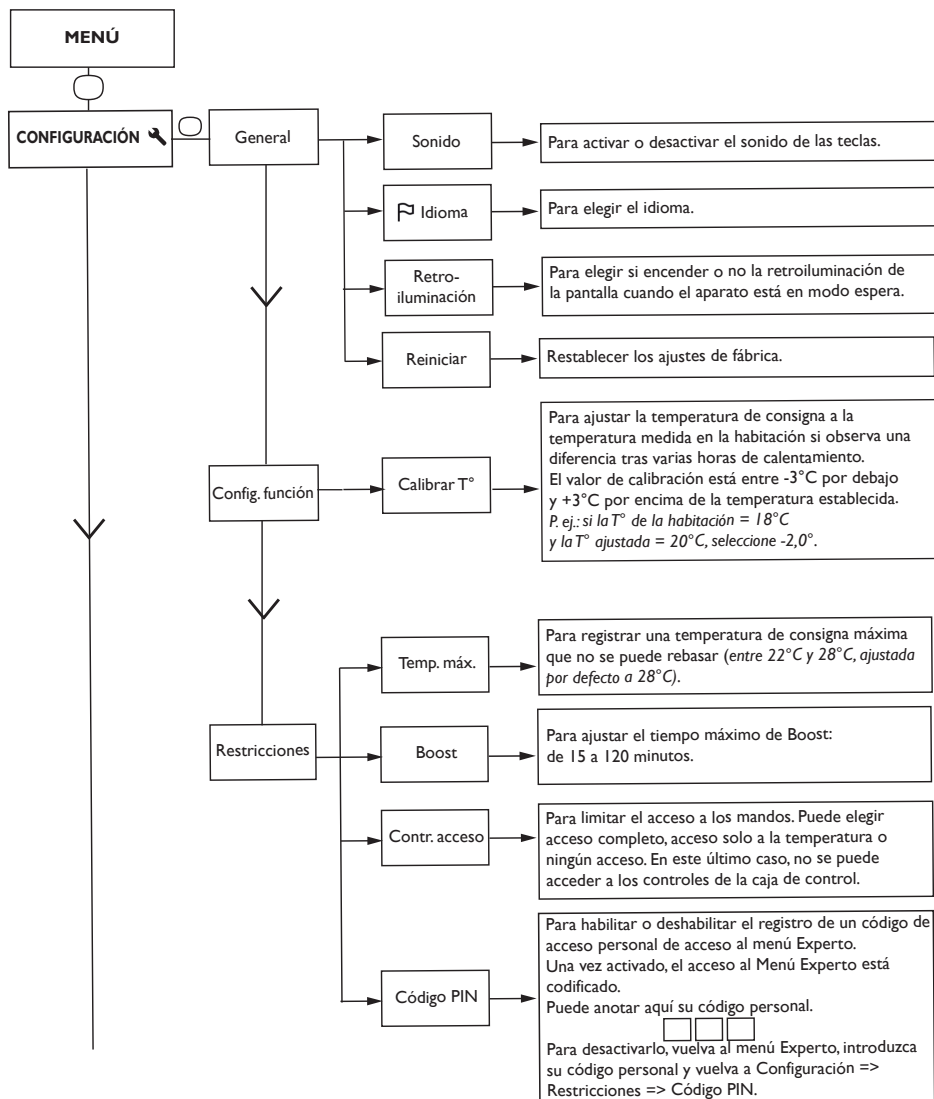 MENÚ
CONFIGURACIÓN
General
Sonido
Para activar o desactivar el sonido de las teclas.
Idioma
Para elegir el idioma.
Retro-
iluminación
Para elegir si encender o no la retroiluminación de
la pantalla cuando el aparato está en modo espera.
Reiniciar
Restablecer los ajustes de fábrica.
Config. función
Calibrar T°
Para ajustar la temperatura de consigna a la
temperatura medida en la habitación si observa una
diferencia tras varias horas de calentamiento.
El valor de calibración está entre -3°C por debajo
y +3°C por encima de la temperatura establecida.
P. ej.: si la T° de la habitación = 18°C
y la T° ajustada = 20°C, seleccione -2,0°.
Restricciones
Temp. máx.
Para registrar una temperatura de consigna máxima
que no se puede rebasar (entre 22°C y 28°C, ajustada
por defecto a 28°C).
Boost
Para ajustar el tiempo máximo de Boost:
de 15 a 120 minutos.
Contr. acceso
Para limitar el acceso a los mandos. Puede elegir
acceso completo, acceso solo a la temperatura o
ningún acceso. En este último caso, no se puede
acceder a los controles de la caja de control.
Código PIN
Para habilitar o deshabilitar el registro de un código de
acceso personal de acceso al menú Experto.
Una vez activado, el acceso al Menú Experto está
codificado.
Puede anotar aquí su código personal.
Para desactivarlo, vuelva al menú Experto, introduzca
su código personal y vuelva a Configuración =>
Restricciones => Código PIN.